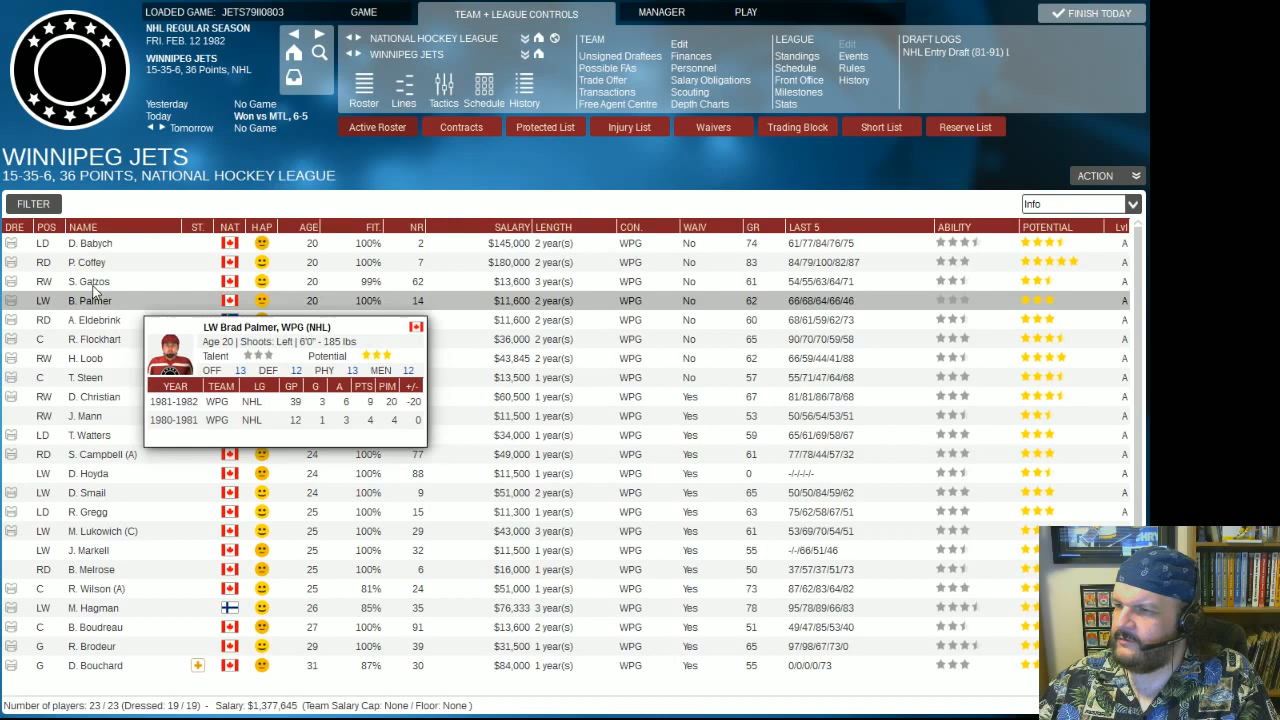 LOADED GAME: JETS79II0803
GAME
TEAM + LEAGUE CONTROLS
MANAGER
PLAY
FINISH TODAY
NHL REGULAR SEASON
FRI. FEB. 12 1982
WINNIPEG JETS
15-35-6, 36 POINTS, NHL
Yesterday No Game
Today Won vs MTL, 6-5
Tomorrow No Game
NATIONAL HOCKEY LEAGUE
WINNIPEG JETS
Roster Lines Tactics Schedule History
TEAM
Unsigned Draftees
Possible FAs
Trade Offer
Transactions
Free Agent Centre
Edit
Finances
Personnel
Salary Obligations
Scouting
Depth Charts
LEAGUE
Standings
Schedule
Front Office
Milestones
Stats
Edit
Events
Rules
History
DRAFT LOGS
NHL Entry Draft (81-91) I
Active Roster Contracts Protected List Injury List Waivers Trading Block Short List Reserve List
WINNIPEG JETS
15-35-6, 36 POINTS, NATIONAL HOCKEY LEAGUE
ACTION
FILTER
Info
DRE POS NAME ST. NAT HAP AGE FIT. NR SALARY LENGTH CON. WAIV GR LAST 5 ABILITY POTENTIAL Lvl
LD D. Babych 20 100% 2 $145,000 2 year(s) WPG No 74 61/77/84/76/75 A
RD P. Coffey 20 100% 7 $180,000 2 year(s) WPG No 83 84/79/100/82/87 A
RW S. Gatzos 20 99% 62 $13,600 3 year(s) WPG No 61 54/55/63/64/71 A
LW B. Palmer 20 100% 14 $11,600 2 year(s) WPG No 62 66/68/64/66/46 A
RD A. Eldebrink $11,600 2 year(s) WPG No 60 68/61/59/62/73 A
C R. Flockhart $36,000 2 year(s) WPG No 65 90/70/70/59/58 A
RW H. Loob $43,845 2 year(s) WPG No 62 66/59/44/41/88 A
C T. Steen $13,500 1 year(s) WPG No 57 55/71/47/64/68 A
RW D. Christian $60,500 1 year(s) WPG Yes 67 81/81/86/78/68 A
RW J. Mann $11,500 1 year(s) WPG Yes 53 50/56/54/53/51 A
LD T. Watters $34,000 1 year(s) WPG Yes 59 65/61/69/58/67 A
RD S. Campbell (A) 24 100% 77 $49,000 1 year(s) WPG Yes 61 77/78/44/57/32 A
LW D. Hoyda 24 100% 88 $11,500 1 year(s) WPG Yes 0 -/-/-/-/- A
LW D. Smail 24 100% 9 $51,000 1 year(s) WPG Yes 65 50/50/84/59/62 A
LD R. Gregg 25 100% 15 $11,300 1 year(s) WPG Yes 63 75/62/58/67/51 A
LW M. Lukowich (C) 25 100% 29 $43,000 3 year(s) WPG Yes 61 53/69/70/54/51 A
LW J. Markell 25 100% 32 $11,500 1 year(s) WPG Yes 55 -/-/66/51/46
RD B. Melrose 25 100% 6 $16,000 1 year(s) WPG Yes 50 37/57/37/51/73
C R. Wilson (A) 25 81% 24 $51,000 1 year(s) WPG Yes 73 87/62/83/64/82
LW M. Hagman 26 85% 35 $76,333 3 year(s) WPG Yes 78 95/78/89/66/83
C B. Boudreau 27 100% 91 $13,600 2 year(s) WPG Yes 51 49/47/85/53/40
G R. Brodeur 29 100% 39 $31,500 1 year(s) WPG Yes 65 97/98/67/73/0
G D. Bouchard 31 87% 30 $84,000 1 year(s) WPG Yes 55 0/0/0/0/73
LW Brad Palmer, WPG (NHL)
Age 20 | Shoots: Left | 6'0" - 185 lbs
Talent Potential
OFF 13 DEF 12 PHY 13 MEN 12
YEAR TEAM LG GP G A PTS PIM +/-
1981-1982 WPG NHL 39 3 6 9 20 -20
1980-1981 WPG NHL 12 1 3 4 4 0
Number of players: 23 / 23 (Dressed: 19 / 19) - Salary: $1,377,645 (Team Salary Cap: None / Floor: None )